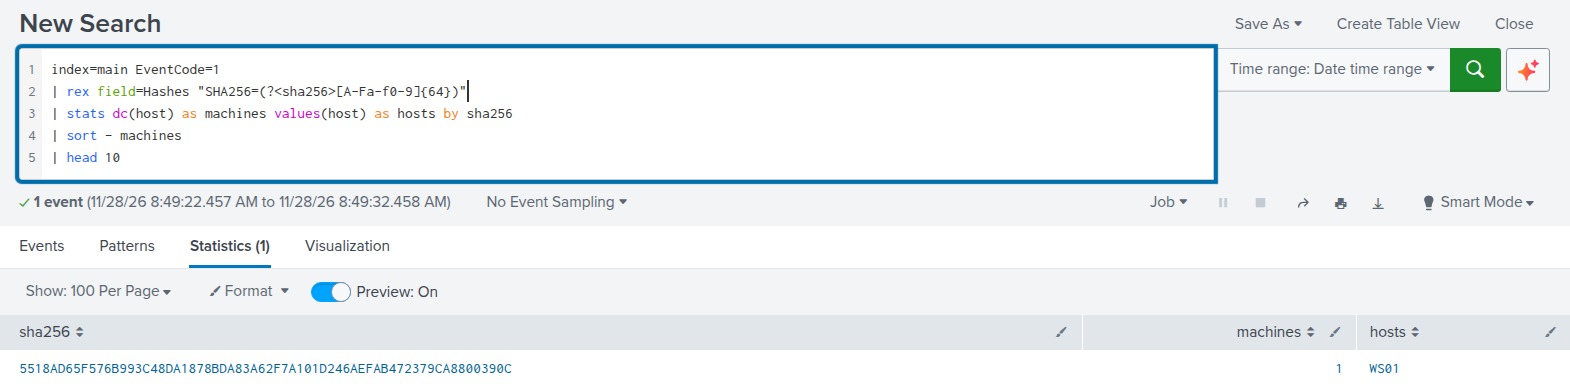 New Search
Save As Create Table View Close
1 index=main EventCode=1
2 | rex field=Hashes "SHA256=(?<sha256>[A-Fa-f0-9]{64})"
3 | stats dc(host) as machines values(host) as hosts by sha256
4 | sort - machines
5 | head 10
Time range: Date time range
1 event (11/28/26 8:49:22.457 AM to 11/28/26 8:49:32.458 AM) No Event Sampling Job Smart Mode
Events Patterns Statistics (1) Visualization
Show: 100 Per Page Format Preview: On
sha256 machines hosts
5518AD65F576B993C48DA1878BDA83A62F7A101D246AEFAB472379CA8800390C 1 WS01